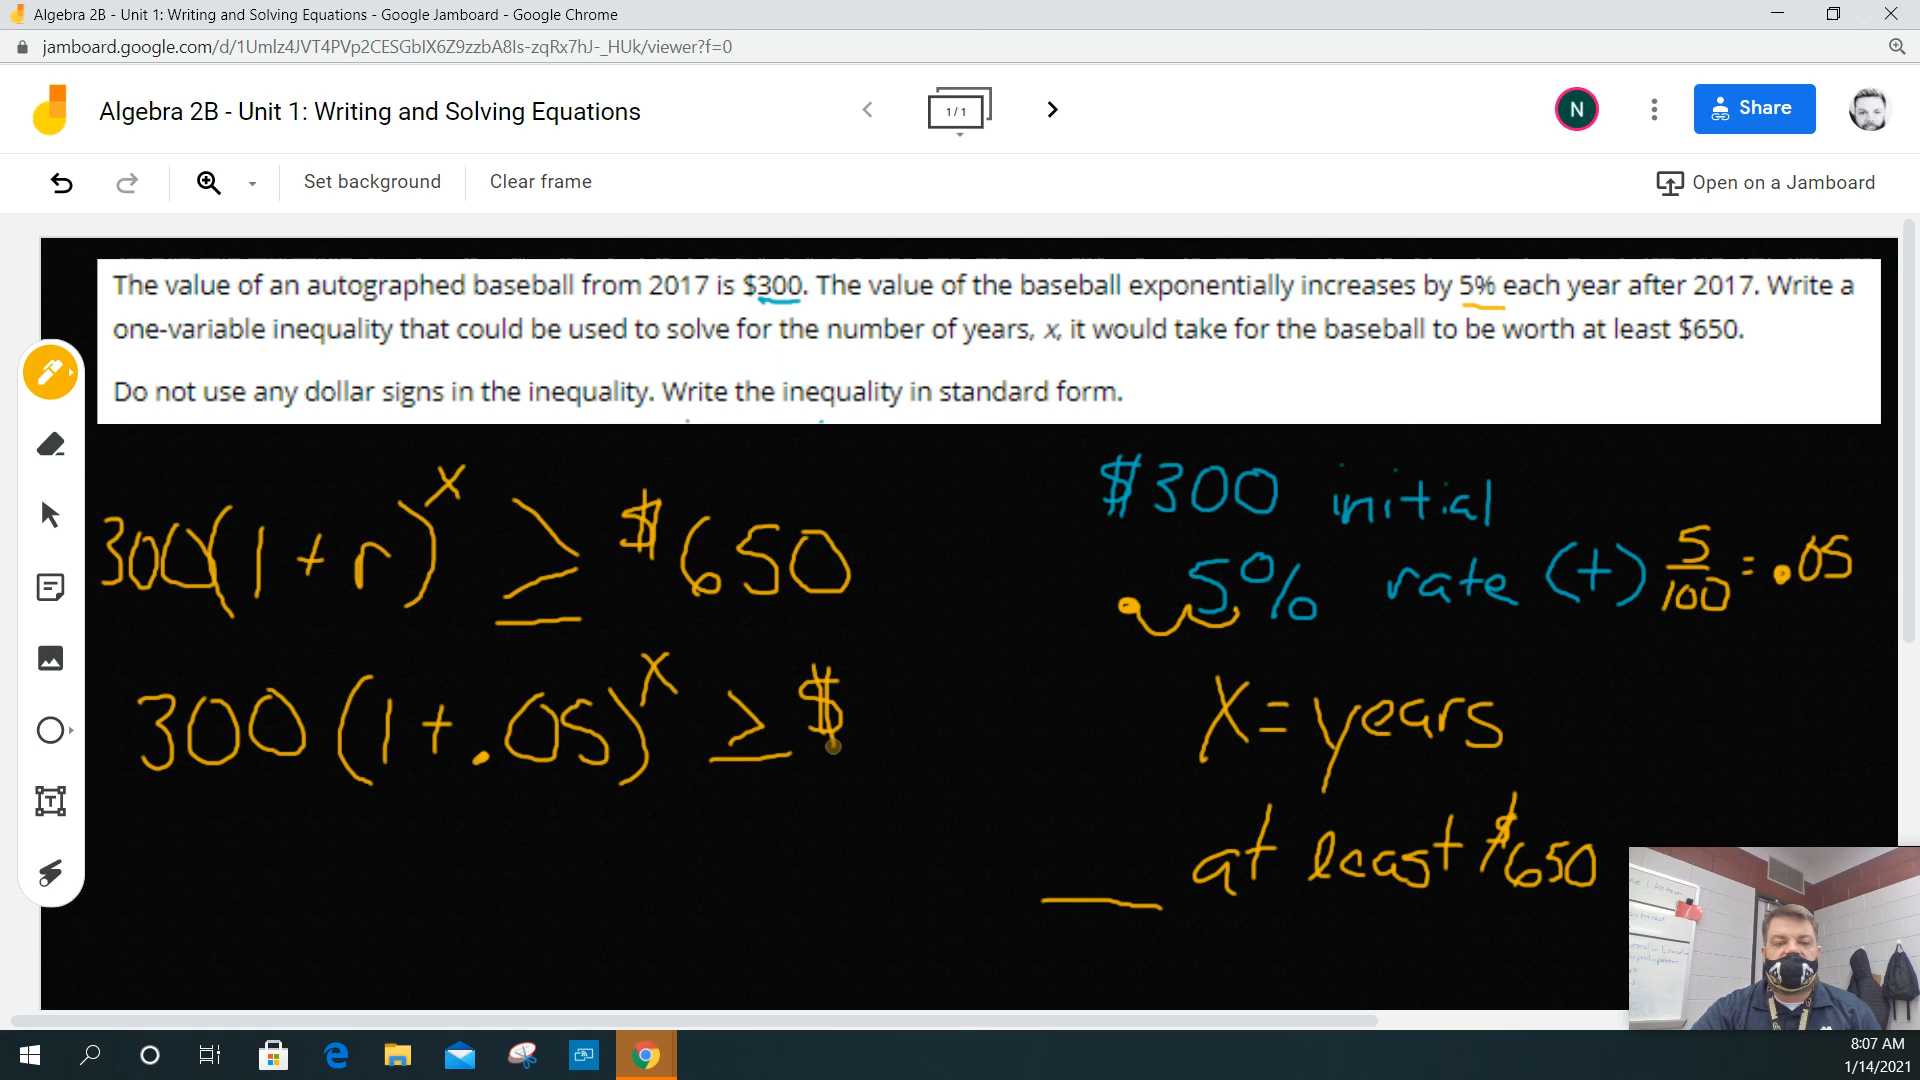 Algebra 2B - Unit 1: Writing and Solving Equations - Google Jamboard - Google Chrome
jamboard.google.com/d/1Umlz4JVT4PVp2CESGbIX6Z9zzbA8Is-zqRx7hJ-_HUk/viewer?f=0
Algebra 2B - Unit 1: Writing and Solving Equations
1 / 1
N
Share
Set background
Clear frame
Open on a Jamboard
The value of an autographed baseball from 2017 is $300. The value of the baseball exponentially increases by 5% each year after 2017. Write a
one-variable inequality that could be used to solve for the number of years, x, it would take for the baseball to be worth at least $650.
Do not use any dollar signs in the inequality. Write the inequality in standard form.
300(1 + r)^x ≥ $650
$300 initial
5% rate (+) 5/100 = .05
300 (1 + .05)^x ≥ $
x = years
at least $650
8:07 AM
1/14/2021